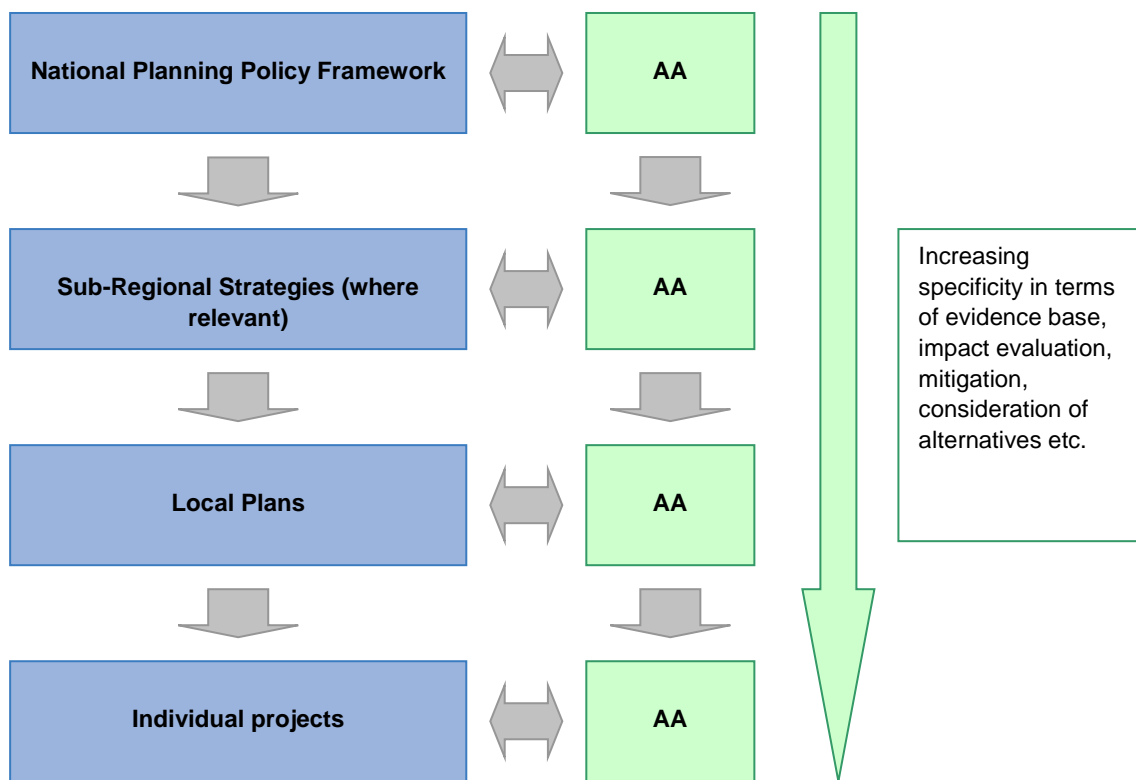 National Planning Policy Framework
AA
Sub-Regional Strategies (where
relevant)
AA
Increasing
specificity in terms
of evidence base,
impact evaluation,
mitigation,
consideration of
alternatives etc.
Local Plans
AA
Individual projects
AA